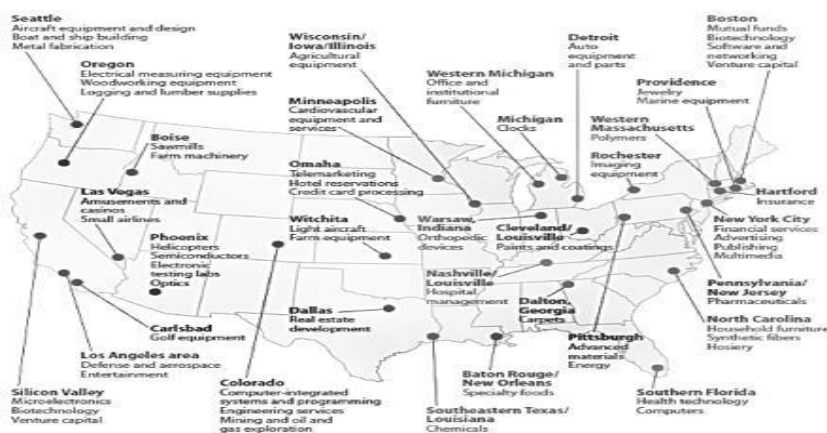 Seattle
Aircraft equipment and design
Boat and ship building
Metal fabrication
Oregon
Electrical measuring equipment
Woodworking equipment
Logging and lumber supplies
Wisconsin/
Iowa/Illinois
Agricultural
equipment
Detroit
Auto
equipment
and parts
Boston
Mutual funds
Biotechnology
Software and
networking
Venture capital
Western Michigan
Office and
institutional
furniture
Providence
Jewelry
Marine equipment
Minneapolis
Cardiovascular
equipment and
services
Michigan
Clocks
Western
Massachusetts
Polymers
Boise
Sawmills
Farm machinery
Rochester
Imaging
equipment
Omaha
Telemarketing
Hotel reservations
Credit card processing
Las Vegas
Amusements and
casinos
Small airlines
Hartford
Insurance
Witchita
Light aircraft
Farm equipment
Warsaw,
Indiana
Orthopedic
devices
Cleveland/
Louisville
Paints and coatings
New York City
Financial services
Advertising
Publishing
Multimedia
Phoenix
Helicopters
Semiconductors
Electronic
testing labs
Optics
Nashville/
Louisville
Hospital
management
Pennsylvania/
New Jersey
Pharmaceuticals
Dalton,
Georgia
Carpets
Dallas
Real estate
development
North Carolina
Household furniture
Synthetic fibers
Hosiery
Carlsbad
Golf equipment
Pittsburgh
Advanced
materials
Energy
Los Angeles area
Defense and aerospace
Entertainment
Baton Rouge/
New Orleans
Specialty foods
Silicon Valley
Microelectronics
Biotechnology
Venture capital
Colorado
Computer-integrated
systems and programming
Engineering services
Mining and oil and
gas exploration
Southeastern Texas/
Louisiana
Chemicals
Southern Florida
Health technology
Computers